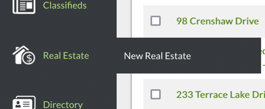 Classifieds
98 Crenshaw Drive
Real Estate
New Real Estate
233 Terrace Lake Dri
Directory